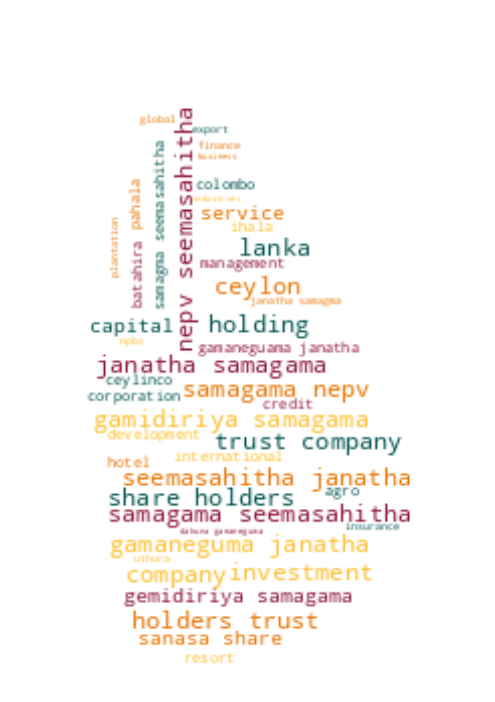 global
export
finance
business
colombo
service
ihala
lanka
management
ceylon
janatha samagma
plantation
batahira pahala
samagma seemasahitha
nepv seemasahitha
capital holding
npbs
gamaneguama janatha
janatha samagama
ceylinco
samagama nepv
corporation
credit
gamidiriya samagama
development
trust company
international
hotel
seemasahitha janatha
agro
share holders
samagama seemasahitha
insurance
dakuna gamaneguma
gamaneguma janatha
uthura
company investment
gemidiriya samagama
holders trust
sanasa share
resort